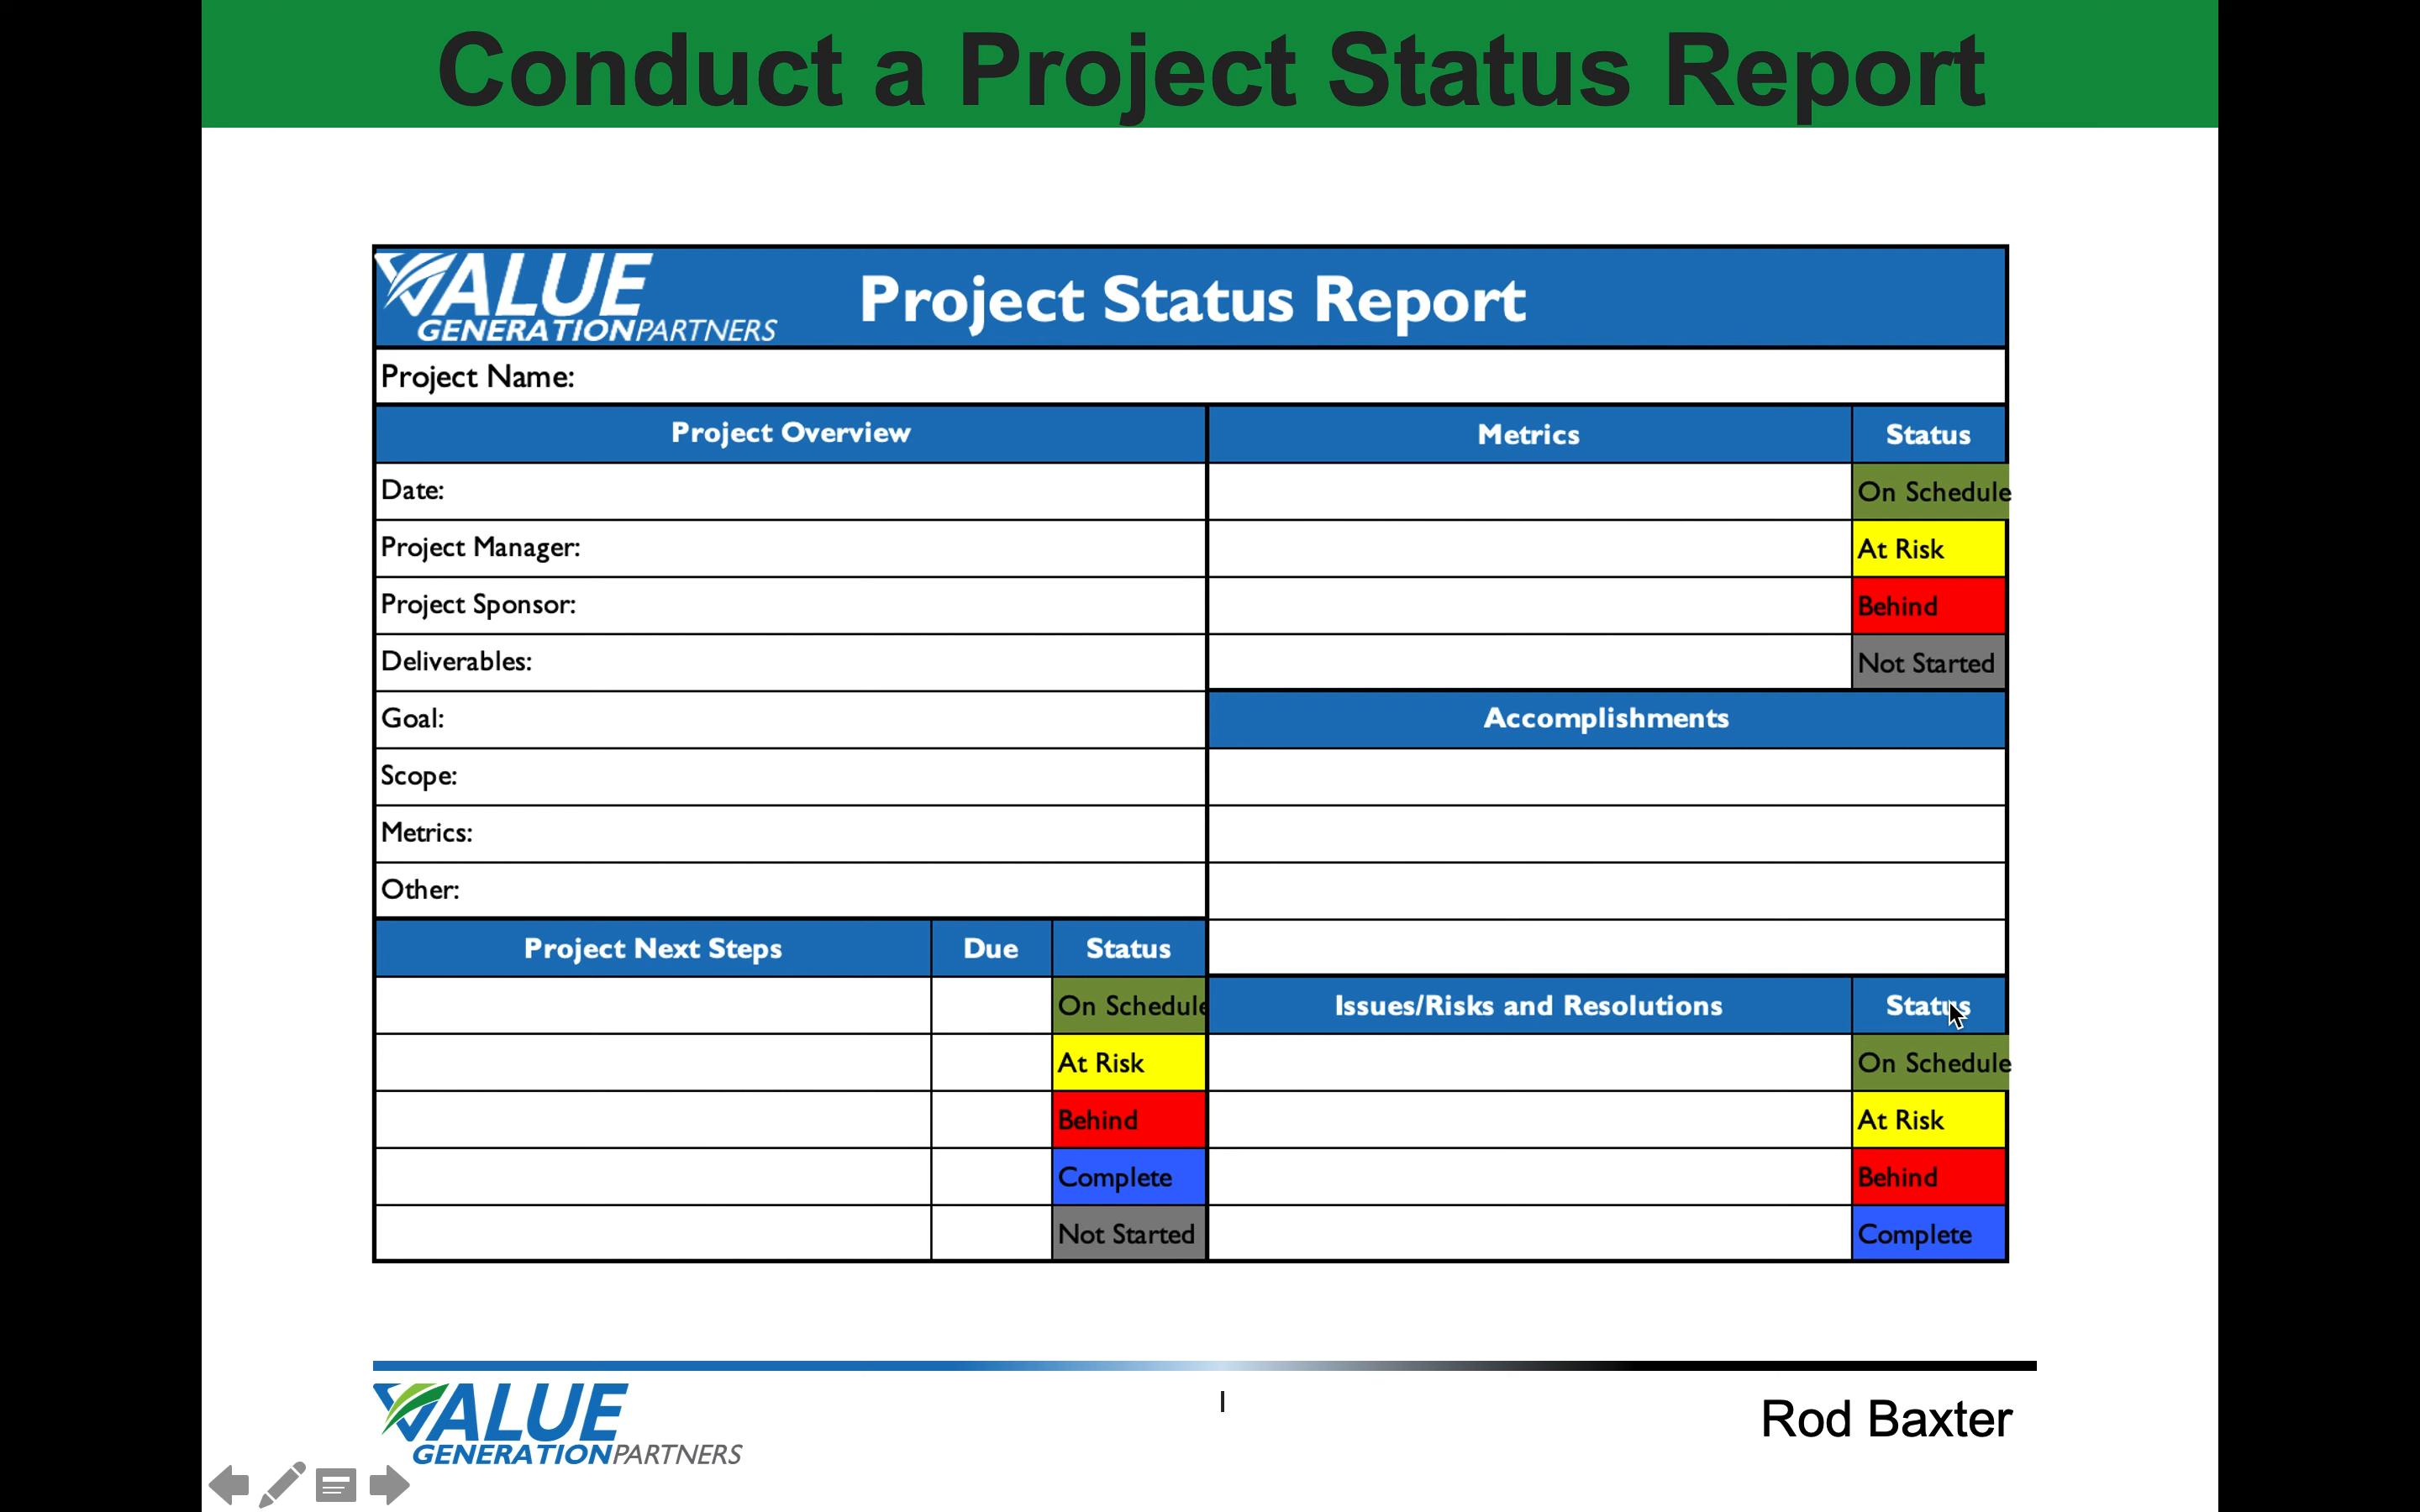 Conduct a Project Status Report
VALUE
GENERATIONPARTNERS
Project Status Report
Project Name:
Project Overview
Date:
Project Manager:
Project Sponsor:
Deliverables:
Goal:
Scope:
Metrics:
Other:
Project Next Steps Due Status
On Schedule
At Risk
Behind
Complete
Not Started
Metrics Status
On Schedule
At Risk
Behind
Not Started
Accomplishments
Issues/Risks and Resolutions Status
On Schedule
At Risk
Behind
Complete
VALUE
GENERATIONPARTNERS
1
Rod Baxter